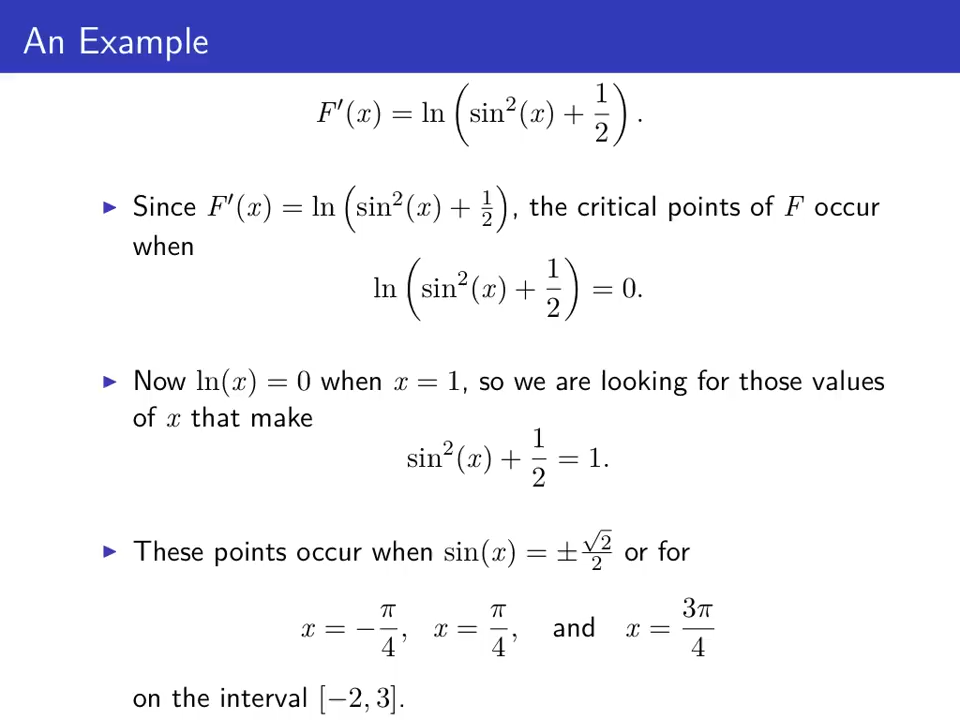 An Example
F′(x) = ln (sin²(x) + 1/2).
▶ Since F′(x) = ln (sin²(x) + 1/2), the critical points of F occur
when
ln (sin²(x) + 1/2) = 0.
▶ Now ln(x) = 0 when x = 1, so we are looking for those values
of x that make
sin²(x) + 1/2 = 1.
▶ These points occur when sin(x) = ±√2/2 or for
x = −π/4, x = π/4, and x = 3π/4
on the interval [−2, 3].